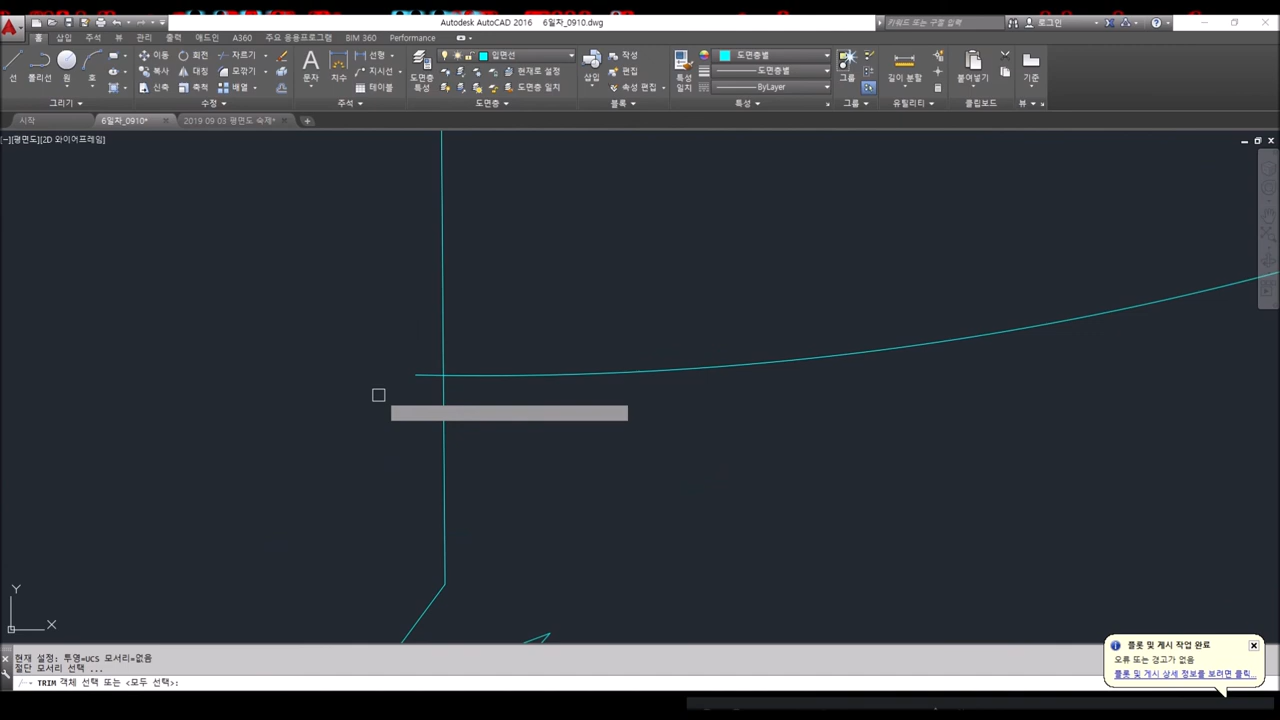 Autodesk AutoCAD 2016 6일차_0910.dwg
키워드 또는 구절 입력
로그인
홈 삽입 주석 뷰 관리 출력 애드인 A360 주요 응용프로그램 BIM 360 Performance
선 폴리선 원 호
이동 회전 자르기
복사 대칭 모깎기
신축 축척 배열
문자 치수
선형
지시선
테이블
도면층 특성
입면선
현재로 설정
도면층 일치
삽입
작성
편집
속성 편집
특성 일치
도면층별
도면층별
ByLayer
그룹
길이 분할
붙여넣기
기준
그리기 수정 주석 도면층 블록 특성 그룹 유틸리티 클립보드 뷰
시작 6일차_0910* 2019 09 03 평면도 숙제*
[−][평면도][2D 와이어프레임]
Y
X
현재 설정: 투영=UCS 모서리=없음
절단 모서리 선택 ...
TRIM 객체 선택 또는 <모두 선택>:
플롯 및 게시 작업 완료
오류 또는 경고가 없음
플롯 및 게시 상세 정보를 보려면 클릭...